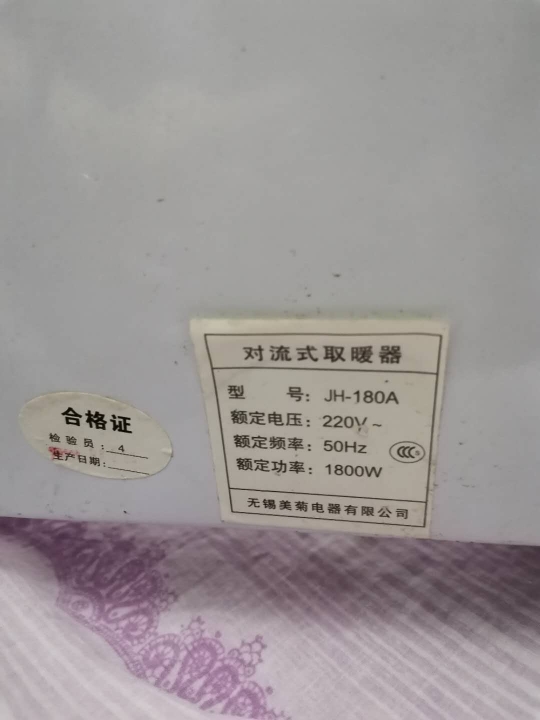 对流式取暖器
型 号: JH-180A
额定电压: 220V~
额定频率: 50Hz
额定功率: 1800W
无锡美菊电器有限公司
合格证
检验员: 4
生产日期: